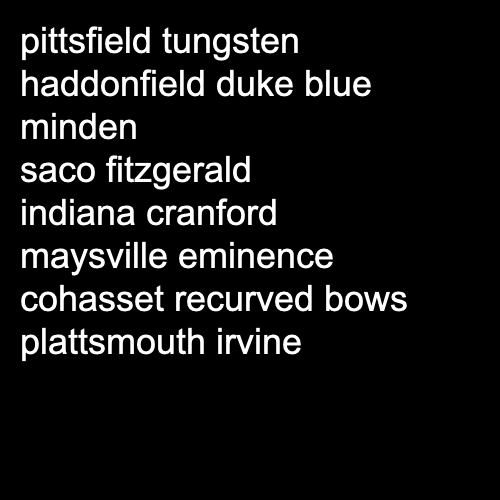 pittsfield tungsten
haddonfield duke blue
minden
saco fitzgerald
indiana cranford
maysville eminence
cohasset recurved bows
plattsmouth irvine